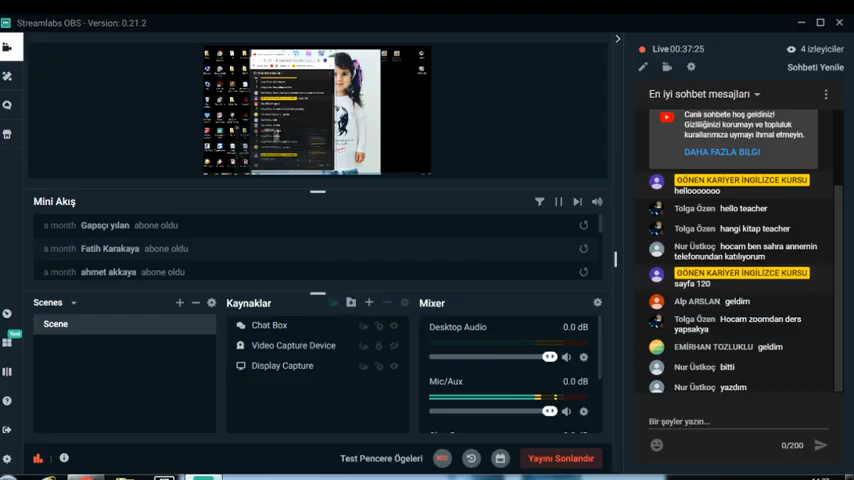 Streamlabs OBS - Version: 0.21.2
Live 00:37:25
4 izleyiciler
Sohbeti Yenile
En iyi sohbet mesajları
Canlı sohbete hoş geldiniz!
Gizliliğinizi korumayı ve topluluk
kurallarımıza uymayı ihmal etmeyin.
DAHA FAZLA BILGI
GÖNEN KARİYER İNGİLİZCE KURSU
hellooooooo
Tolga Özen hello teacher
Tolga Özen hangi kitap teacher
Nur Üstkoç hocam ben sahra annemin
telefonundan katılıyorum
GÖNEN KARİYER İNGİLİZCE KURSU
sayfa 120
Alp ARSLAN geldim
Tolga Özen Hocam zoomdan ders
yapsakya
EMİRHAN TOZLUKLU geldim
Nur Üstkoç bitti
Nur Üstkoç yazdım
Bir şeyler yazın...
0/200
Mini Akış
a month Gapsçı yılan abone oldu
a month Fatih Karakaya abone oldu
a month ahmet akkaya abone oldu
Scenes
Scene
Kaynaklar
Chat Box
Video Capture Device
Display Capture
Mixer
Desktop Audio 0.0 dB
Mic/Aux 0.0 dB
Yeni
Test Pencere Ögeleri
REC
Yayını Sonlandır